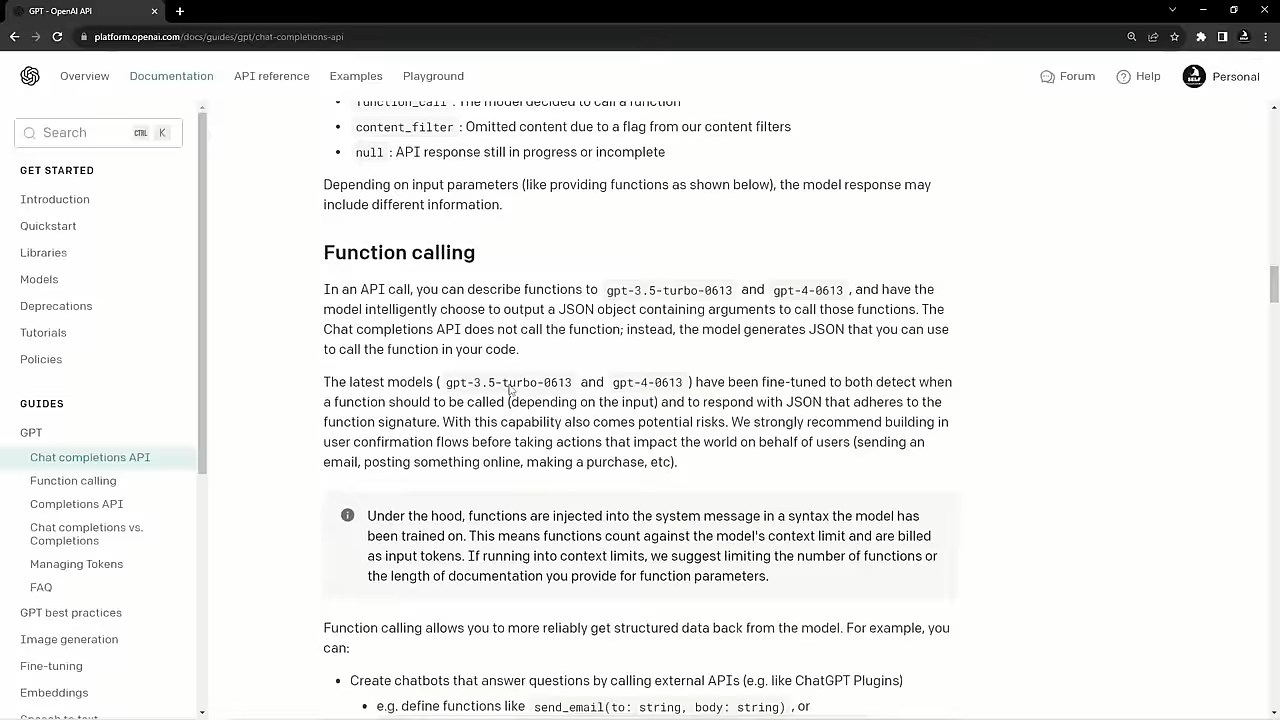 GPT - OpenAI API
platform.openai.com/docs/guides/gpt/chat-completions-api
Overview Documentation API reference Examples Playground Forum Help Personal
Search CTRL K
GET STARTED
Introduction
Quickstart
Libraries
Models
Depreciations
Tutorials
Policies
GUIDES
GPT
Chat completions API
Function calling
Completions API
Chat completions vs.
Completions
Managing Tokens
FAQ
GPT best practices
Image generation
Fine-tuning
Embeddings
Speech to text
• function_call : The model decided to call a function
• content_filter : Omitted content due to a flag from our content filters
• null : API response still in progress or incomplete
Depending on input parameters (like providing functions as shown below), the model response may
include different information.
Function calling
In an API call, you can describe functions to gpt-3.5-turbo-0613 and gpt-4-0613 , and have the
model intelligently choose to output a JSON object containing arguments to call those functions. The
Chat completions API does not call the function; instead, the model generates JSON that you can use
to call the function in your code.
The latest models ( gpt-3.5-turbo-0613 and gpt-4-0613 ) have been fine-tuned to both detect when
a function should to be called (depending on the input) and to respond with JSON that adheres to the
function signature. With this capability also comes potential risks. We strongly recommend building in
user confirmation flows before taking actions that impact the world on behalf of users (sending an
email, posting something online, making a purchase, etc).
Under the hood, functions are injected into the system message in a syntax the model has
been trained on. This means functions count against the model's context limit and are billed
as input tokens. If running into context limits, we suggest limiting the number of functions or
the length of documentation you provide for function parameters.
Function calling allows you to more reliably get structured data back from the model. For example, you
can:
• Create chatbots that answer questions by calling external APIs (e.g. like ChatGPT Plugins)
• e.g. define functions like send_email(to: string, body: string) , or